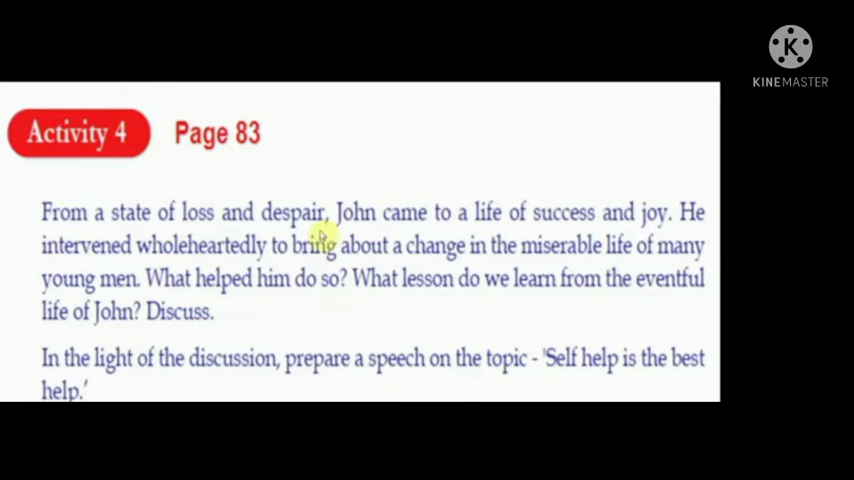 KINEMASTER
Activity 4 Page 83
From a state of loss and despair, John came to a life of success and joy. He
intervened wholeheartedly to bring about a change in the miserable life of many
young men. What helped him do so? What lesson do we learn from the eventful
life of John? Discuss.
In the light of the discussion, prepare a speech on the topic - 'Self help is the best
help.'